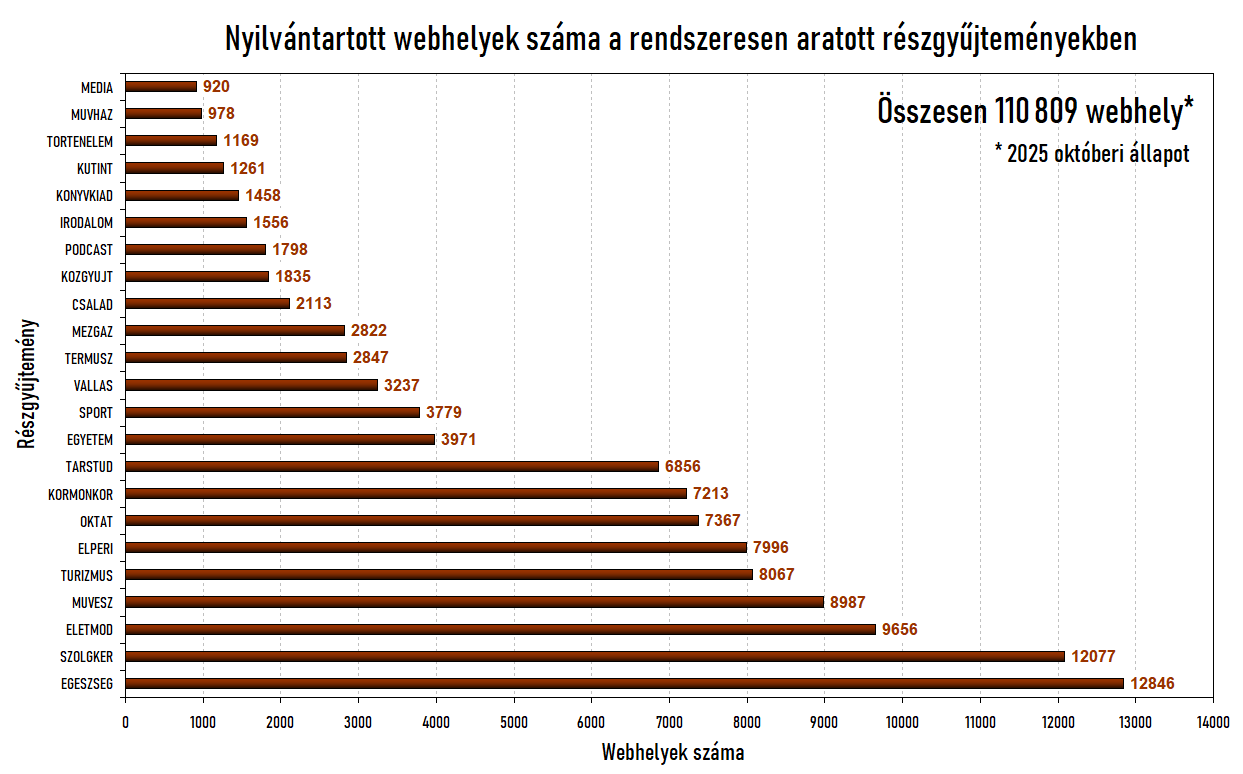 Nyilvántartott webhelyek száma a rendszeresen aratott részgyűjteményekben
Összesen 110 809 webhely*
* 2025 októberi állapot
Részgyűjtemény
MEDIA 920
MUVHAZ 978
TORTENELEM 1169
KUTINT 1261
KONYVKIAD 1458
IRODALOM 1556
PODCAST 1798
KOZGYUJT 1835
CSALAD 2113
MEZGAZ 2822
TERMUSZ 2847
VALLAS 3237
SPORT 3779
EGYETEM 3971
TARSTUD 6856
KORMONKOR 7213
OKTAT 7367
ELPERI 7996
TURIZMUS 8067
MUVESZ 8987
ELETMOD 9656
SZOLGKER 12077
EGESZSEG 12846
0 1000 2000 3000 4000 5000 6000 7000 8000 9000 10000 11000 12000 13000 14000
Webhelyek száma